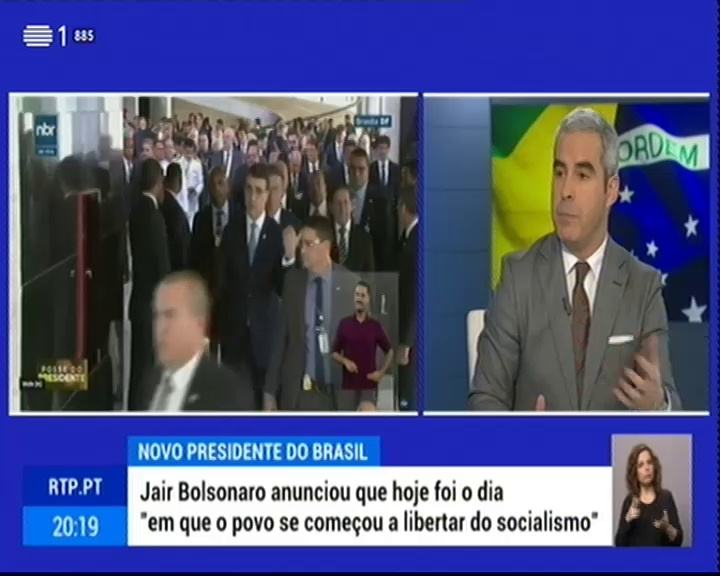 1 885
nbr
Brasília DF
ORDEM
POSSE DO
PRESIDENTE
NOVO PRESIDENTE DO BRASIL
RTP.PT
Jair Bolsonaro anunciou que hoje foi o dia
20:19
"em que o povo se começou a libertar do socialismo"